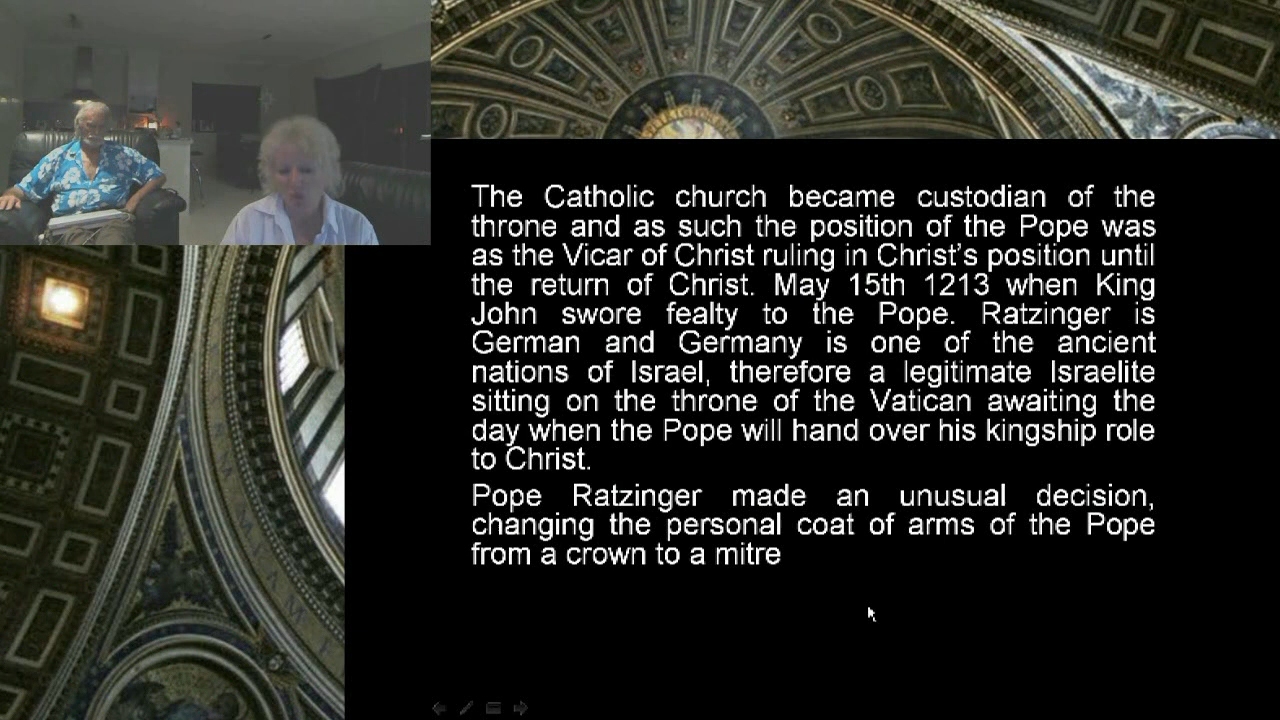 The Catholic church became custodian of the
throne and as such the position of the Pope was
as the Vicar of Christ ruling in Christ's position until
the return of Christ. May 15th 1213 when King
John swore fealty to the Pope. Ratzinger is
German and Germany is one of the ancient
nations of Israel, therefore a legitimate Israelite
sitting on the throne of the Vatican awaiting the
day when the Pope will hand over his kingship role
to Christ.
Pope Ratzinger made an unusual decision,
changing the personal coat of arms of the Pope
from a crown to a mitre